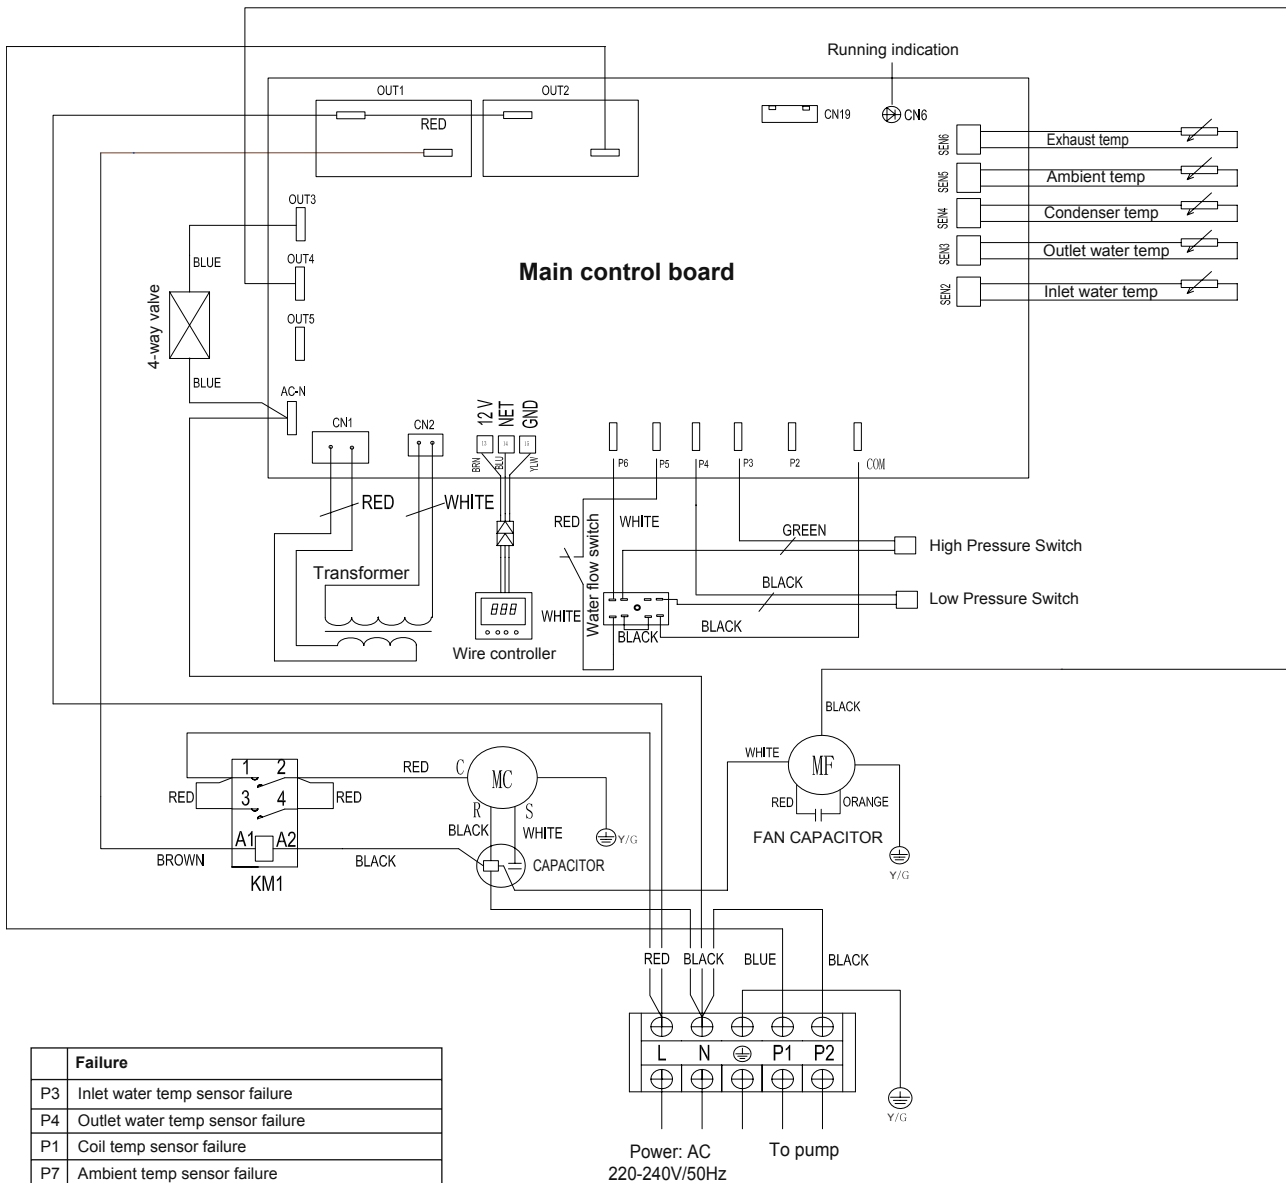 Running indication
OUT1
OUT2
RED
CN19
CN6
SEN6
Exhaust temp
SEN5
Ambient temp
SEN4
Condenser temp
SEN3
Outlet water temp
SEN2
Inlet water temp
OUT3
BLUE
OUT4
Main control board
4-way valve
OUT5
BLUE
AC-N
CN1
CN2
12 V
NET
GND
13
14
15
BRN
BLU
YLW
P6
P5
P4
P3
P2
COM
RED
WHITE
RED
WHITE
GREEN
High Pressure Switch
Water flow switch
Transformer
BLACK
Low Pressure Switch
888
WHITE
BLACK
BLACK
Wire controller
BLACK
WHITE
MF
RED
ORANGE
FAN CAPACITOR
Y/G
1
2
RED
C
MC
RED
3
4
RED
R
S
BLACK
WHITE
Y/G
A1
A2
BROWN
BLACK
CAPACITOR
KM1
RED
BLACK
BLUE
BLACK
L
N
P1
P2
Y/G
Power: AC
220-240V/50Hz
To pump
Failure
P3 Inlet water temp sensor failure
P4 Outlet water temp sensor failure
P1 Coil temp sensor failure
P7 Ambient temp sensor failure